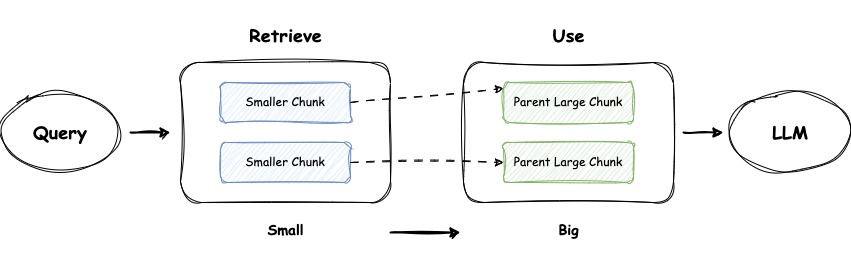 Retrieve
Use
Query
Smaller Chunk
Parent Large Chunk
Smaller Chunk
Parent Large Chunk
LLM
Small
Big